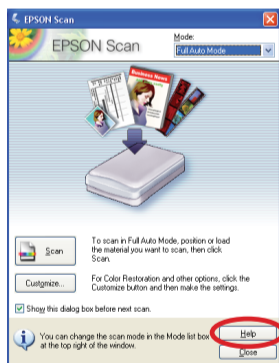 EPSON Scan
EPSON Scan
Mode:
Full Auto Mode
Business News
Scan
To scan in Full Auto Mode, position or load
the material you want to scan, then click
Scan.
Customize...
For Color Restoration and other options, click the
Customize button and then make the settings.
Show this dialog box before next scan.
You can change the scan mode in the Mode list box
at the top right of the window.
Help
Close